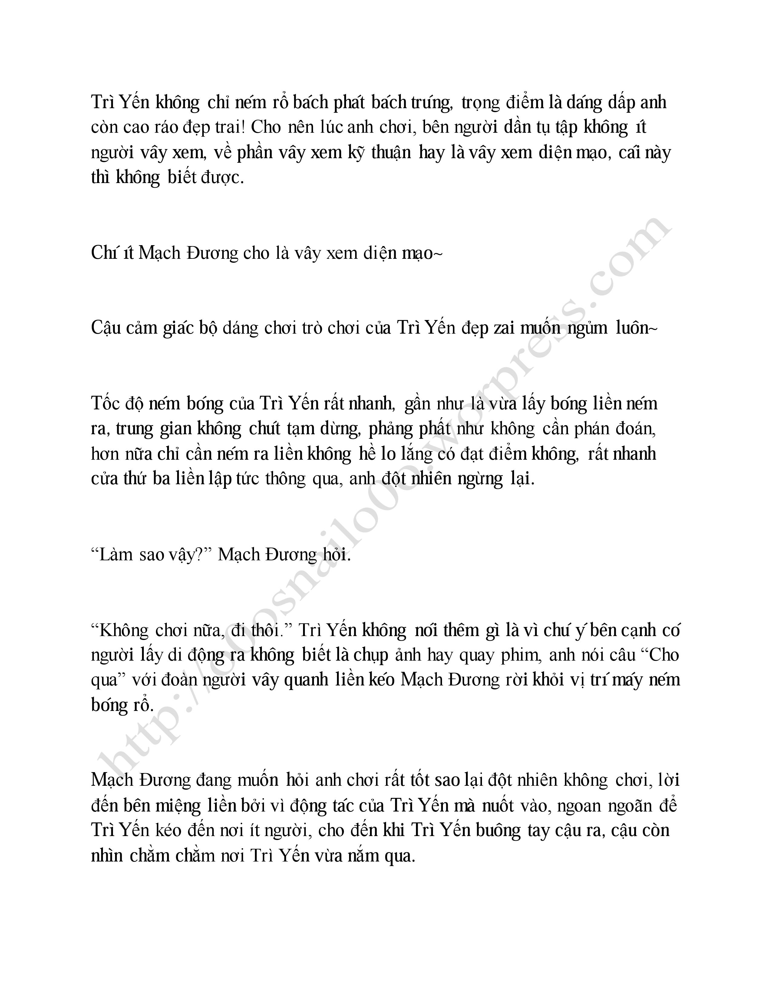 Trì Yến không chỉ ném rổ bách phát bách trúng, trọng điểm là dáng dấp anh
còn cao ráo đẹp trai! Cho nên lúc anh chơi, bên người dần tụ tập không ít
người vây xem, về phần vây xem kỹ thuận hay là vây xem diện mạo, cái này
thì không biết được.
Chí ít Mạch Đương cho là vây xem diện mạo~
Cậu cảm giác bộ dáng chơi trò chơi của Trì Yến đẹp zai muốn ngủm luôn~
Tốc độ ném bóng của Trì Yến rất nhanh, gần như là vừa lấy bóng liền ném
ra, trung gian không chút tạm dừng, phảng phất như không cần phán đoán,
hơn nữa chỉ cần ném ra liền không hề lo lắng có đạt điểm không, rất nhanh
cửa thứ ba liền lập tức thông qua, anh đột nhiên ngừng lại.
“Làm sao vậy?” Mạch Đương hỏi.
“Không chơi nữa, đi thôi.” Trì Yến không nói thêm gì là vì chú ý bên cạnh có
người lấy di động ra không biết là chụp ảnh hay quay phim, anh nói câu “Cho
qua” với đoàn người vây quanh liền kéo Mạch Đương rời khỏi vị trí máy ném
bóng rổ.
Mạch Đương đang muốn hỏi anh chơi rất tốt sao lại đột nhiên không chơi, lời
đến bên miệng liền bởi vì động tác của Trì Yến mà nuốt vào, ngoan ngoãn để
Trì Yến kéo đến nơi ít người, cho đến khi Trì Yến buông tay cậu ra, cậu còn
nhìn chằm chằm nơi Trì Yến vừa nắm qua.
http://o0osnailo0o.worpress.com